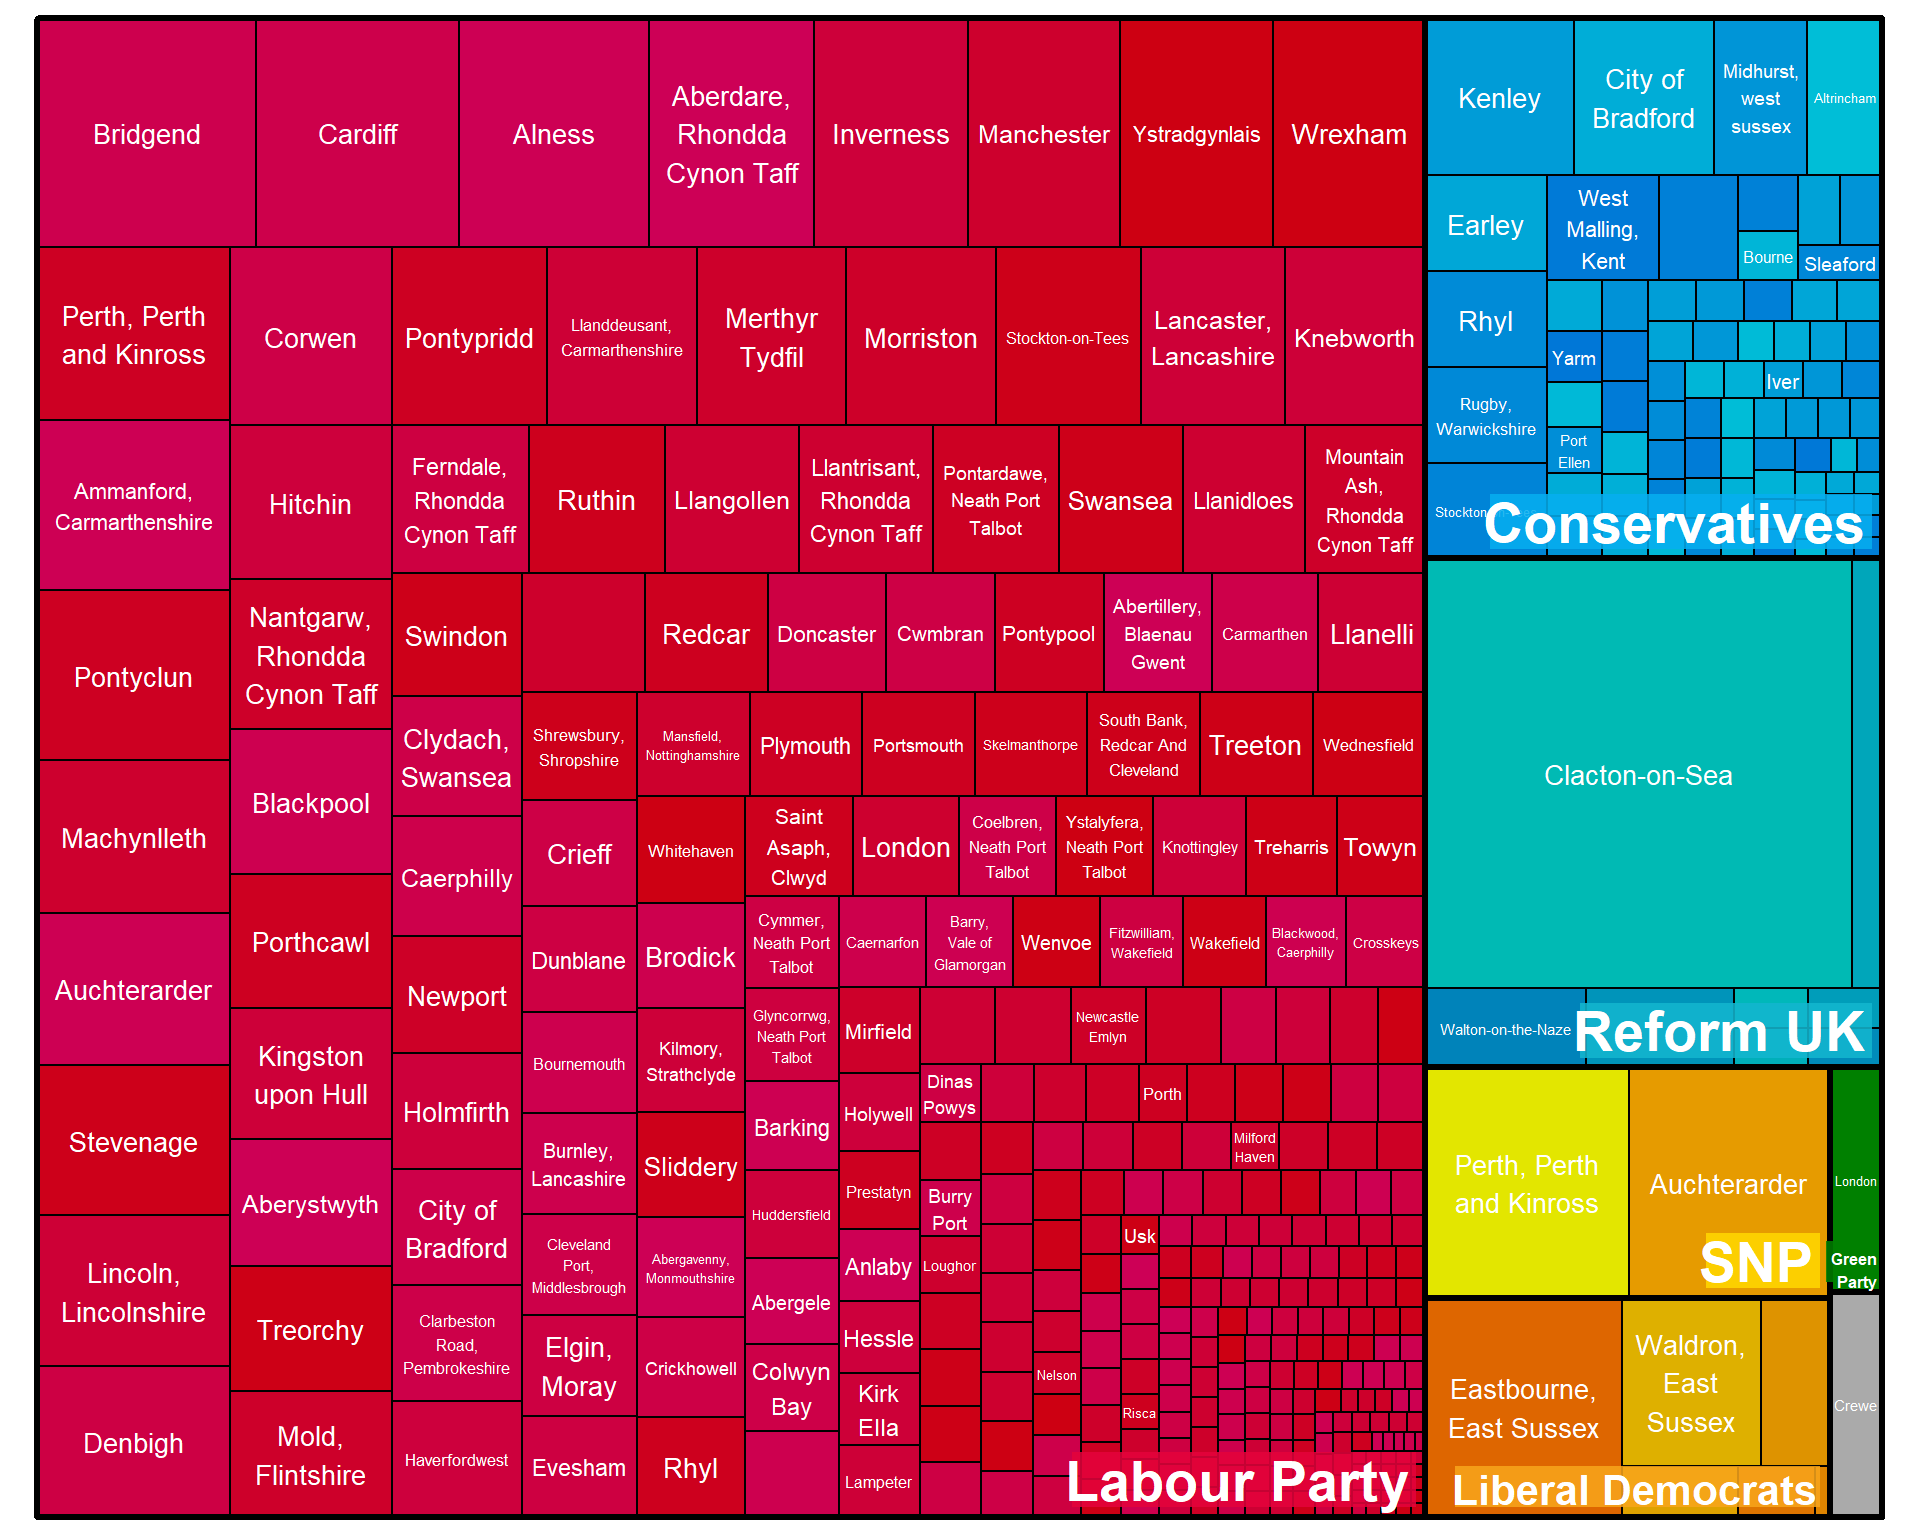 Bridgend
Cardiff
Alness
Aberdare,
Rhondda
Cynon Taff
Inverness
Manchester
Ystradgynlais
Wrexham
Perth, Perth
and Kinross
Corwen
Pontypridd
Llanddeusant,
Carmarthenshire
Merthyr
Tydfil
Morriston
Stockton-on-Tees
Lancaster,
Lancashire
Knebworth
Ammanford,
Carmarthenshire
Hitchin
Ferndale,
Rhondda
Cynon Taff
Ruthin
Llangollen
Llantrisant,
Rhondda
Cynon Taff
Pontardawe,
Neath Port
Talbot
Swansea
Llanidloes
Mountain
Ash,
Rhondda
Cynon Taff
Pontyclun
Nantgarw,
Rhondda
Cynon Taff
Swindon
Redcar
Doncaster
Cwmbran
Pontypool
Abertillery,
Blaenau
Gwent
Carmarthen
Llanelli
Clydach,
Swansea
Shrewsbury,
Shropshire
Mansfield,
Nottinghamshire
Plymouth
Portsmouth
Skelmanthorpe
South Bank,
Redcar And
Cleveland
Treeton
Wednesfield
Machynlleth
Blackpool
Caerphilly
Crieff
Whitehaven
Saint
Asaph,
Clwyd
London
Coelbren,
Neath Port
Talbot
Ystalyfera,
Neath Port
Talbot
Knottingley
Treharris
Towyn
Auchterarder
Porthcawl
Newport
Dunblane
Brodick
Cymmer,
Neath Port
Talbot
Caernarfon
Barry,
Vale of
Glamorgan
Wenvoe
Fitzwilliam,
Wakefield
Wakefield
Blackwood,
Caerphilly
Crosskeys
Stevenage
Kingston
upon Hull
Holmfirth
Bournemouth
Kilmory,
Strathclyde
Glyncorrwg,
Neath Port
Talbot
Mirfield
Newcastle
Emlyn
Barking
Holywell
Dinas
Powys
Porth
Milford
Haven
Aberystwyth
City of
Bradford
Burnley,
Lancashire
Sliddery
Huddersfield
Prestatyn
Burry
Port
Usk
Lincoln,
Lincolnshire
Treorchy
Clarbeston
Road,
Pembrokeshire
Cleveland
Port,
Middlesbrough
Abergavenny,
Monmouthshire
Abergele
Anlaby
Loughor
Hessle
Elgin,
Moray
Crickhowell
Colwyn
Bay
Kirk
Ella
Nelson
Risca
Denbigh
Mold,
Flintshire
Haverfordwest
Evesham
Rhyl
Lampeter
Labour Party
Kenley
City of
Bradford
Midhurst,
west
sussex
Altrincham
Earley
West
Malling,
Kent
Bourne
Sleaford
Rhyl
Yarm
Iver
Rugby,
Warwickshire
Port
Ellen
Conservatives
Clacton-on-Sea
Walton-on-the-Naze
Reform UK
Perth, Perth
and Kinross
Auchterarder
SNP
London
Green
Party
Eastbourne,
East Sussex
Waldron,
East
Sussex
Liberal Democrats
Crewe